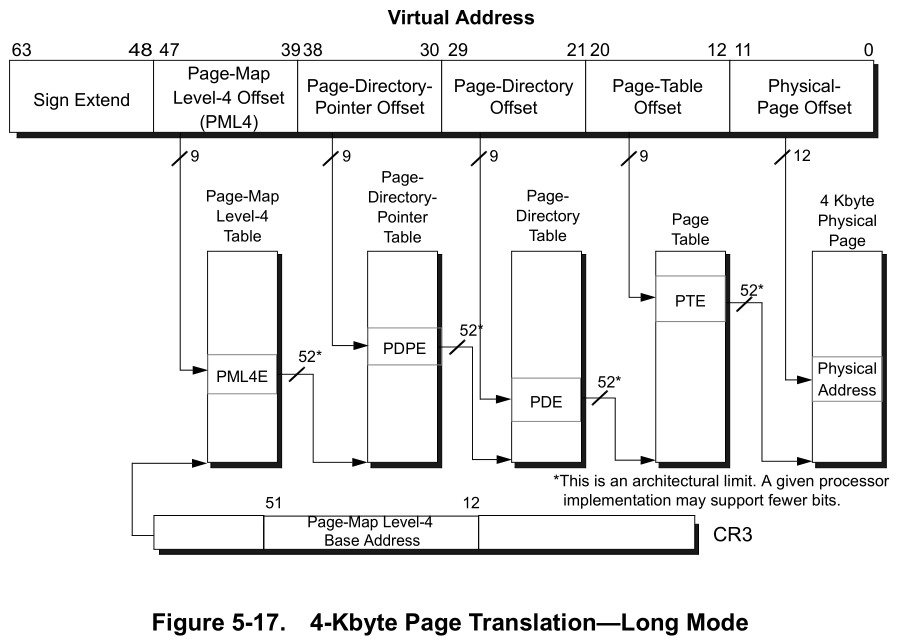 Virtual Address
63 48 47 39 38 30 29 21 20 12 11 0
Sign Extend
Page-Map
Level-4 Offset
(PML4)
Page-Directory-
Pointer Offset
Page-Directory
Offset
Page-Table
Offset
Physical-
Page Offset
9 9 9 9 12
Page-Map
Level-4
Table
Page-
Directory-
Pointer
Table
Page-
Directory
Table
Page
Table
4 Kbyte
Physical
Page
PML4E
52*
PDPE
52*
PDE
52*
PTE
52*
Physical
Address
*This is an architectural limit. A given processor
implementation may support fewer bits.
51 12
Page-Map Level-4
Base Address
CR3
Figure 5-17. 4-Kbyte Page Translation—Long Mode